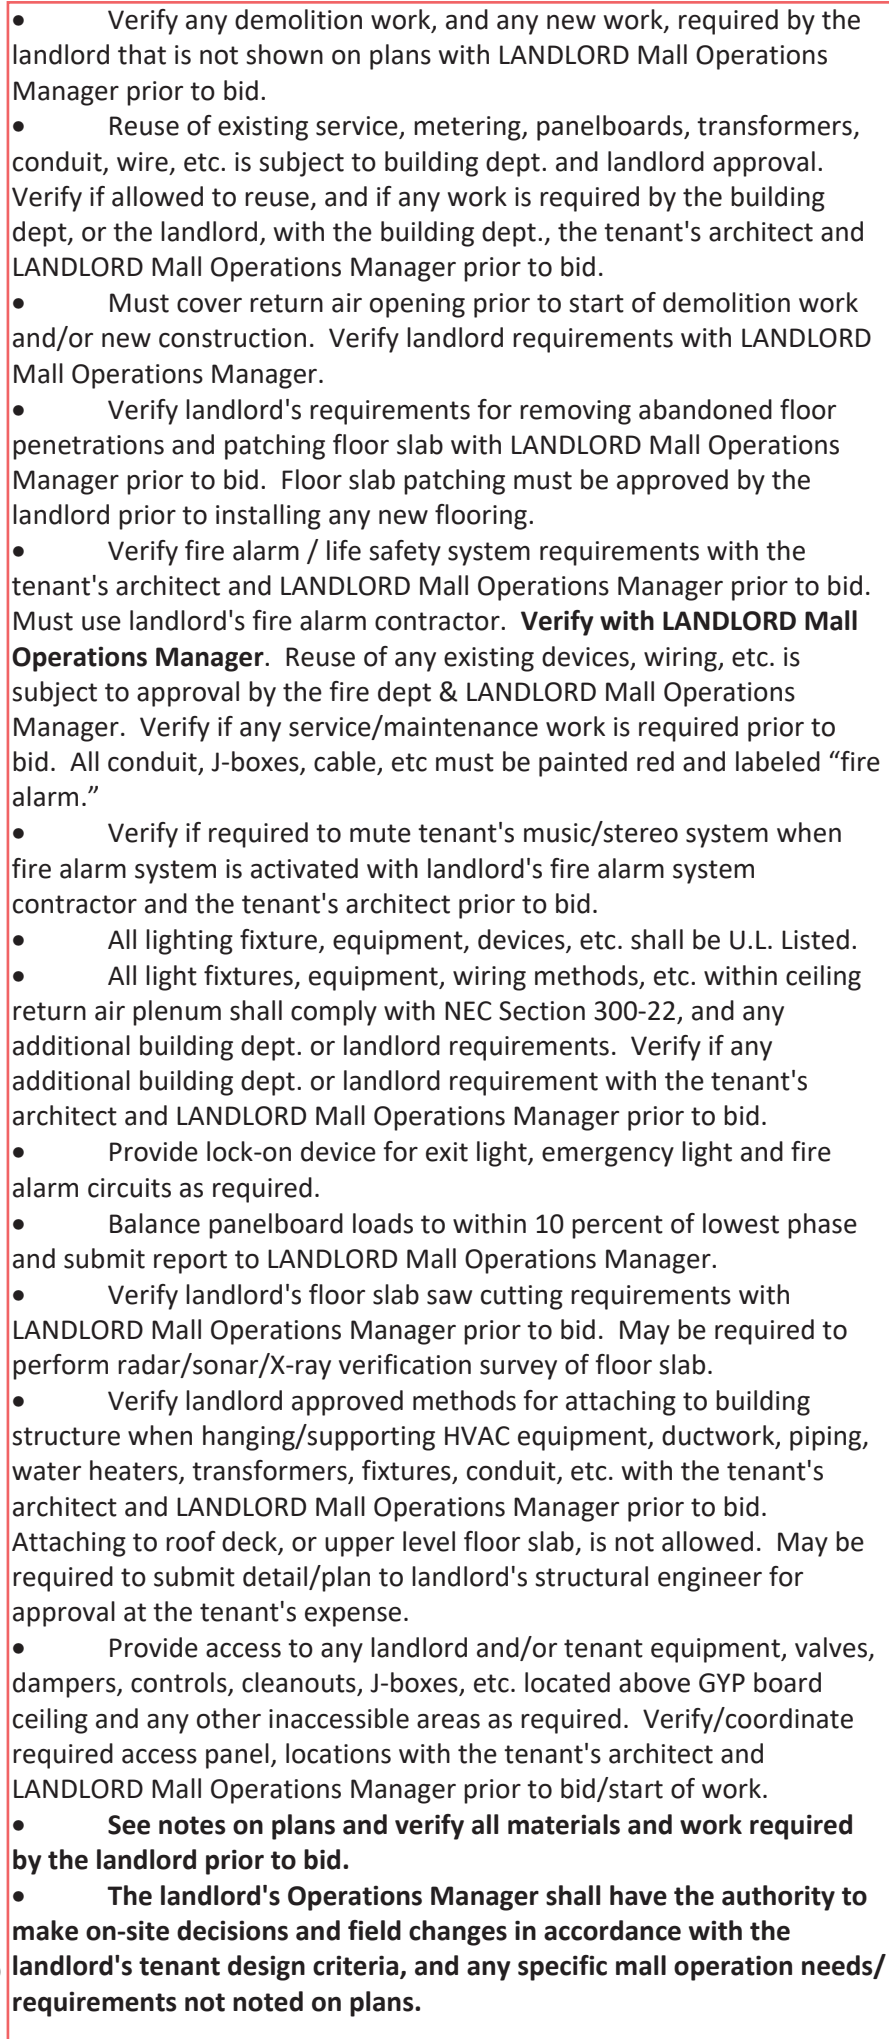 • Verify any demolition work, and any new work, required by the
landlord that is not shown on plans with LANDLORD Mall Operations
Manager prior to bid.
• Reuse of existing service, metering, panelboards, transformers,
conduit, wire, etc. is subject to building dept. and landlord approval.
Verify if allowed to reuse, and if any work is required by the building
dept, or the landlord, with the building dept., the tenant's architect and
LANDLORD Mall Operations Manager prior to bid.
• Must cover return air opening prior to start of demolition work
and/or new construction.  Verify landlord requirements with LANDLORD
Mall Operations Manager.
• Verify landlord's requirements for removing abandoned floor
penetrations and patching floor slab with LANDLORD Mall Operations
Manager prior to bid.  Floor slab patching must be approved by the
landlord prior to installing any new flooring.
• Verify fire alarm / life safety system requirements with the
tenant's architect and LANDLORD Mall Operations Manager prior to bid.
Must use landlord's fire alarm contractor.  Verify with LANDLORD Mall
Operations Manager.  Reuse of any existing devices, wiring, etc. is
subject to approval by the fire dept & LANDLORD Mall Operations
Manager.  Verify if any service/maintenance work is required prior to
bid.  All conduit, J-boxes, cable, etc must be painted red and labeled “fire
alarm.”
• Verify if required to mute tenant's music/stereo system when
fire alarm system is activated with landlord's fire alarm system
contractor and the tenant's architect prior to bid.
• All lighting fixture, equipment, devices, etc. shall be U.L. Listed.
• All light fixtures, equipment, wiring methods, etc. within ceiling
return air plenum shall comply with NEC Section 300-22, and any
additional building dept. or landlord requirements.  Verify if any
additional building dept. or landlord requirement with the tenant's
architect and LANDLORD Mall Operations Manager prior to bid.
• Provide lock-on device for exit light, emergency light and fire
alarm circuits as required.
• Balance panelboard loads to within 10 percent of lowest phase
and submit report to LANDLORD Mall Operations Manager.
• Verify landlord's floor slab saw cutting requirements with
LANDLORD Mall Operations Manager prior to bid.  May be required to
perform radar/sonar/X-ray verification survey of floor slab.
• Verify landlord approved methods for attaching to building
structure when hanging/supporting HVAC equipment, ductwork, piping,
water heaters, transformers, fixtures, conduit, etc. with the tenant's
architect and LANDLORD Mall Operations Manager prior to bid.
Attaching to roof deck, or upper level floor slab, is not allowed.  May be
required to submit detail/plan to landlord's structural engineer for
approval at the tenant's expense.
• Provide access to any landlord and/or tenant equipment, valves,
dampers, controls, cleanouts, J-boxes, etc. located above GYP board
ceiling and any other inaccessible areas as required.  Verify/coordinate
required access panel, locations with the tenant's architect and
LANDLORD Mall Operations Manager prior to bid/start of work.
• See notes on plans and verify all materials and work required
by the landlord prior to bid.
• The landlord's Operations Manager shall have the authority to
make on-site decisions and field changes in accordance with the
landlord's tenant design criteria, and any specific mall operation needs/
requirements not noted on plans.